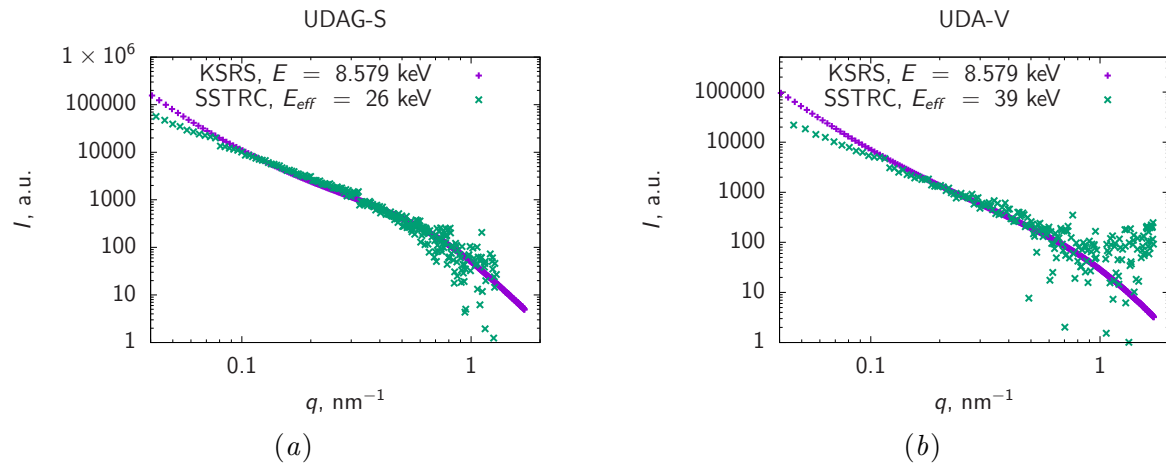 UDAG-S
1 × 10⁶
100000
10000
1000
100
10
1
I, a.u.
KSRS, E = 8.579 keV
SSTRC, E_eff = 26 keV
0.1
1
q, nm⁻¹
(a)
UDA-V
100000
10000
1000
100
10
1
I, a.u.
KSRS, E = 8.579 keV
SSTRC, E_eff = 39 keV
0.1
1
q, nm⁻¹
(b)